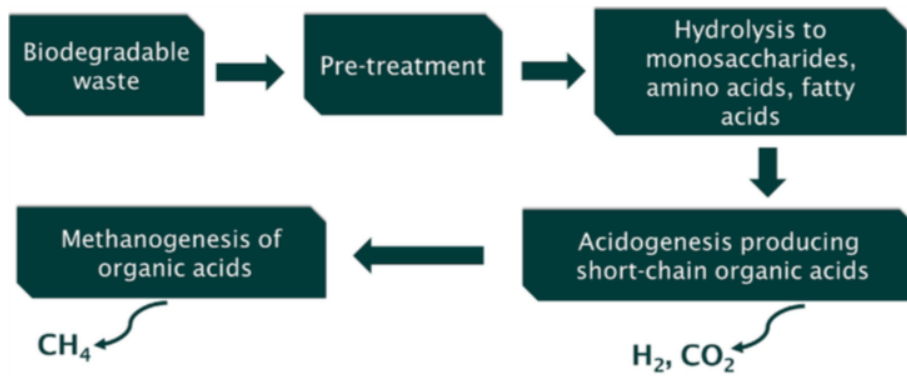 Biodegradable
waste
Pre-treatment
Hydrolysis to
monosaccharides,
amino acids, fatty
acids
Acidogenesis producing
short-chain organic acids
H₂, CO₂
Methanogenesis of
organic acids
CH₄